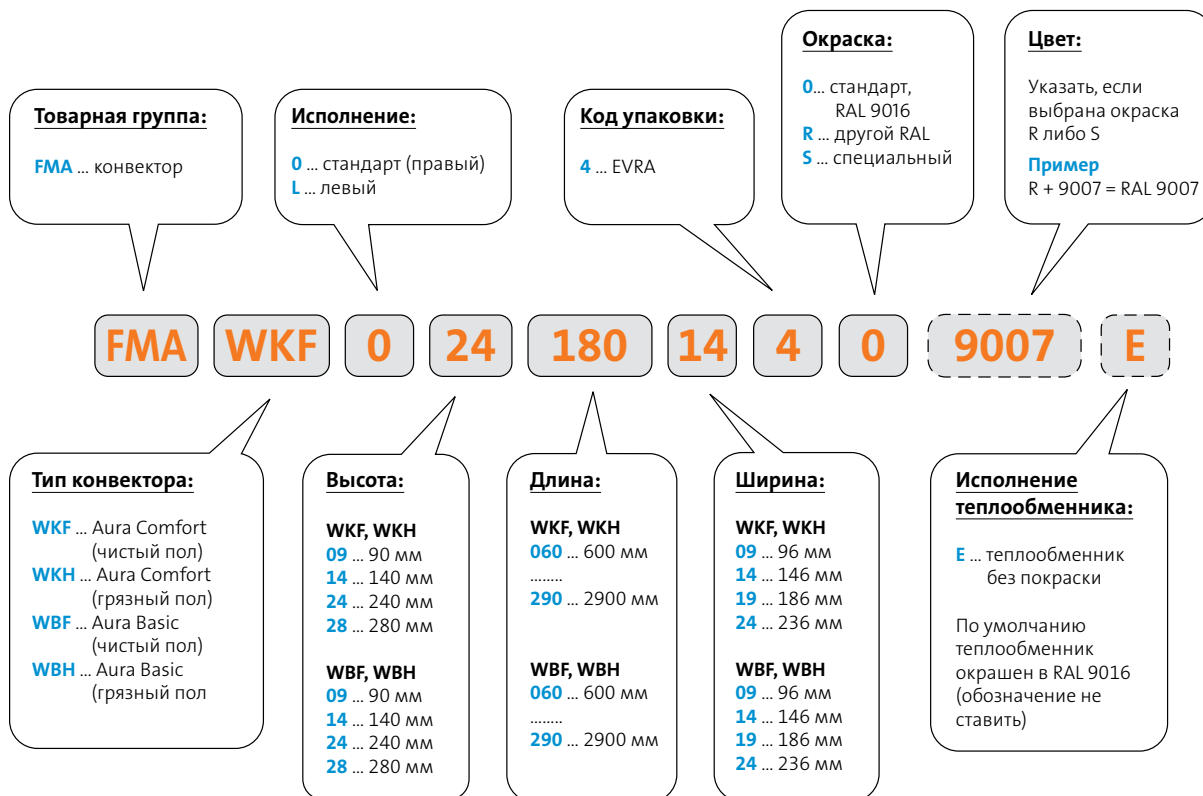 Товарная группа:
FMA ... конвектор
Исполнение:
0 ... стандарт (правый)
L ... левый
Код упаковки:
4 ... EVRA
Окраска:
0... стандарт,
RAL 9016
R ... другой RAL
S ... специальный
Цвет:
Указать, если
выбрана окраска
R либо S
Пример
R + 9007 = RAL 9007
FMA WKF 0 24 180 14 4 0 9007 E
Тип конвектора:
WKF ... Aura Comfort
(чистый пол)
WKH ... Aura Comfort
(грязный пол)
WBF ... Aura Basic
(чистый пол)
WBH ... Aura Basic
(грязный пол
Высота:
WKF, WKH
09 ... 90 мм
14 ... 140 мм
24 ... 240 мм
28 ... 280 мм
WBF, WBH
09 ... 90 мм
14 ... 140 мм
24 ... 240 мм
28 ... 280 мм
Длина:
WKF, WKH
060 ... 600 мм
........
290 ... 2900 мм
WBF, WBH
060 ... 600 мм
........
290 ... 2900 мм
Ширина:
WKF, WKH
09 ... 96 мм
14 ... 146 мм
19 ... 186 мм
24 ... 236 мм
WBF, WBH
09 ... 96 мм
14 ... 146 мм
19 ... 186 мм
24 ... 236 мм
Исполнение
теплообменника:
E ... теплообменник
без покраски
По умолчанию
теплообменник
окрашен в RAL 9016
(обозначение не
ставить)